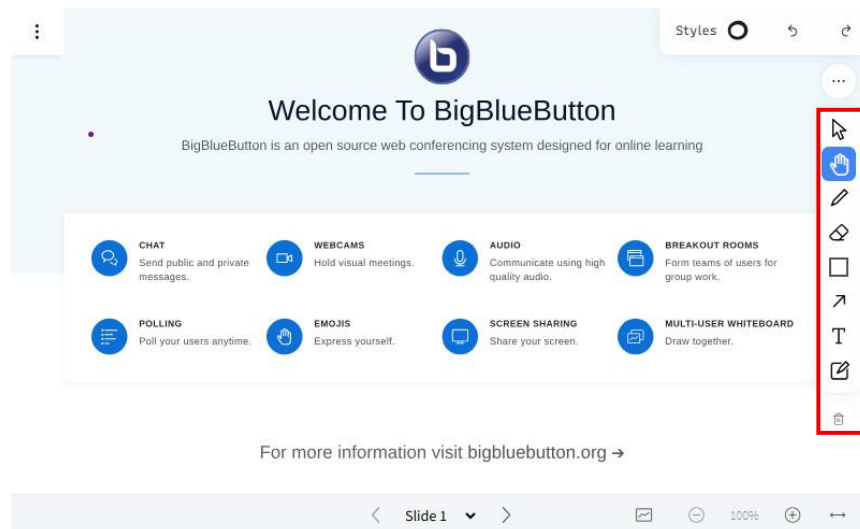 Styles
Welcome To BigBlueButton
BigBlueButton is an open source web conferencing system designed for online learning
CHAT
Send public and private
messages.
WEBCAMS
Hold visual meetings.
AUDIO
Communicate using high
quality audio.
BREAKOUT ROOMS
Form teams of users for
group work.
POLLING
Poll your users anytime.
EMOJIS
Express yourself.
SCREEN SHARING
Share your screen.
MULTI-USER WHITEBOARD
Draw together.
For more information visit bigbluebutton.org →
Slide 1
100%